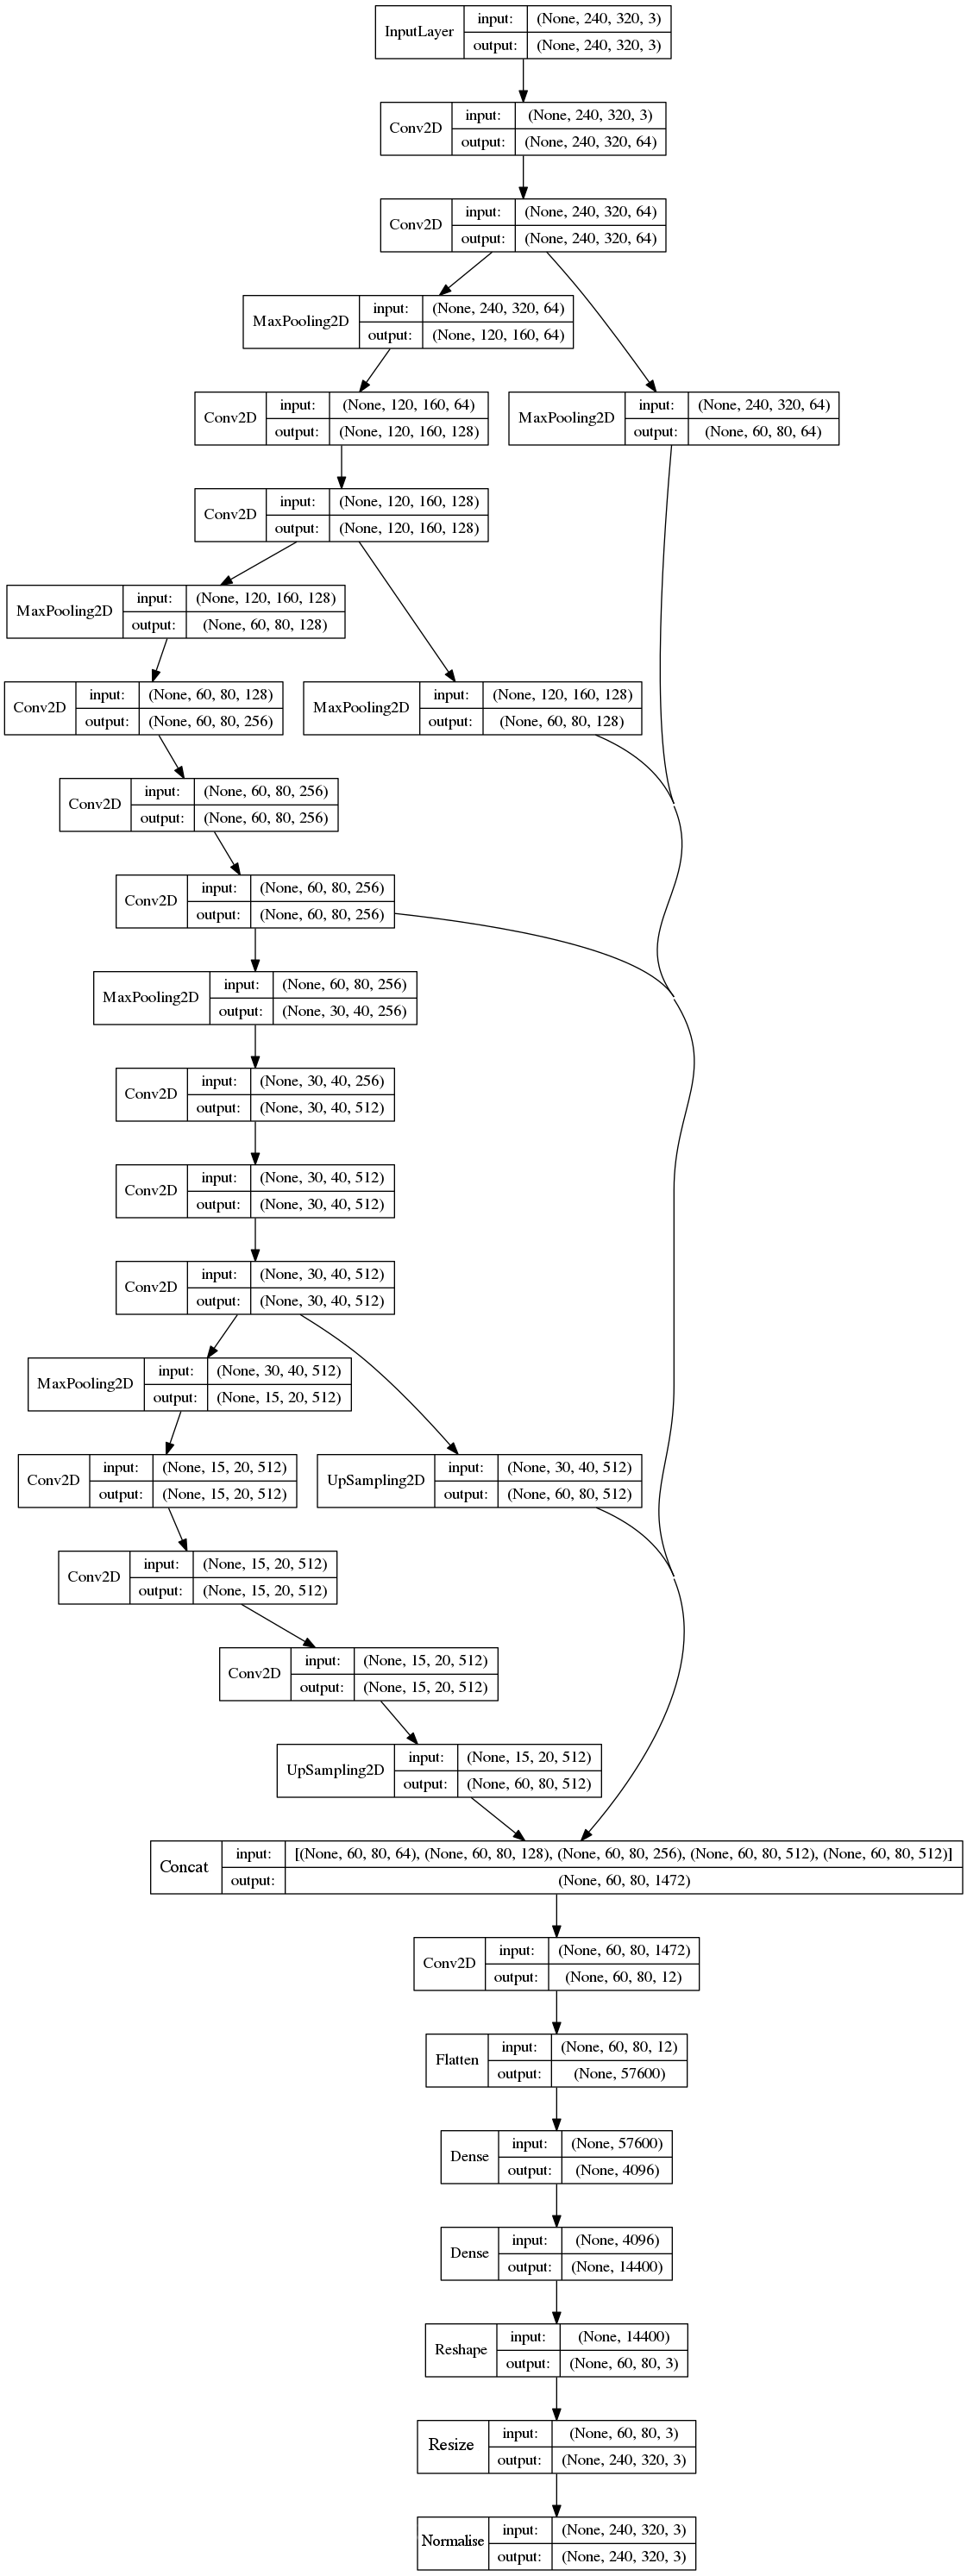 InputLayer
input: (None, 240, 320, 3)
output: (None, 240, 320, 3)
Conv2D
input: (None, 240, 320, 3)
output: (None, 240, 320, 64)
Conv2D
input: (None, 240, 320, 64)
output: (None, 240, 320, 64)
MaxPooling2D
input: (None, 240, 320, 64)
output: (None, 120, 160, 64)
Conv2D
input: (None, 120, 160, 64)
output: (None, 120, 160, 128)
MaxPooling2D
input: (None, 240, 320, 64)
output: (None, 60, 80, 64)
Conv2D
input: (None, 120, 160, 128)
output: (None, 120, 160, 128)
MaxPooling2D
input: (None, 120, 160, 128)
output: (None, 60, 80, 128)
Conv2D
input: (None, 60, 80, 128)
output: (None, 60, 80, 256)
MaxPooling2D
input: (None, 120, 160, 128)
output: (None, 60, 80, 128)
Conv2D
input: (None, 60, 80, 256)
output: (None, 60, 80, 256)
Conv2D
input: (None, 60, 80, 256)
output: (None, 60, 80, 256)
MaxPooling2D
input: (None, 60, 80, 256)
output: (None, 30, 40, 256)
Conv2D
input: (None, 30, 40, 256)
output: (None, 30, 40, 512)
Conv2D
input: (None, 30, 40, 512)
output: (None, 30, 40, 512)
Conv2D
input: (None, 30, 40, 512)
output: (None, 30, 40, 512)
MaxPooling2D
input: (None, 30, 40, 512)
output: (None, 15, 20, 512)
Conv2D
input: (None, 15, 20, 512)
output: (None, 15, 20, 512)
UpSampling2D
input: (None, 30, 40, 512)
output: (None, 60, 80, 512)
Conv2D
input: (None, 15, 20, 512)
output: (None, 15, 20, 512)
Conv2D
input: (None, 15, 20, 512)
output: (None, 15, 20, 512)
UpSampling2D
input: (None, 15, 20, 512)
output: (None, 60, 80, 512)
Concat
input: [(None, 60, 80, 64), (None, 60, 80, 128), (None, 60, 80, 256), (None, 60, 80, 512), (None, 60, 80, 512)]
output: (None, 60, 80, 1472)
Conv2D
input: (None, 60, 80, 1472)
output: (None, 60, 80, 12)
Flatten
input: (None, 60, 80, 12)
output: (None, 57600)
Dense
input: (None, 57600)
output: (None, 4096)
Dense
input: (None, 4096)
output: (None, 14400)
Reshape
input: (None, 14400)
output: (None, 60, 80, 3)
Resize
input: (None, 60, 80, 3)
output: (None, 240, 320, 3)
Normalise
input: (None, 240, 320, 3)
output: (None, 240, 320, 3)